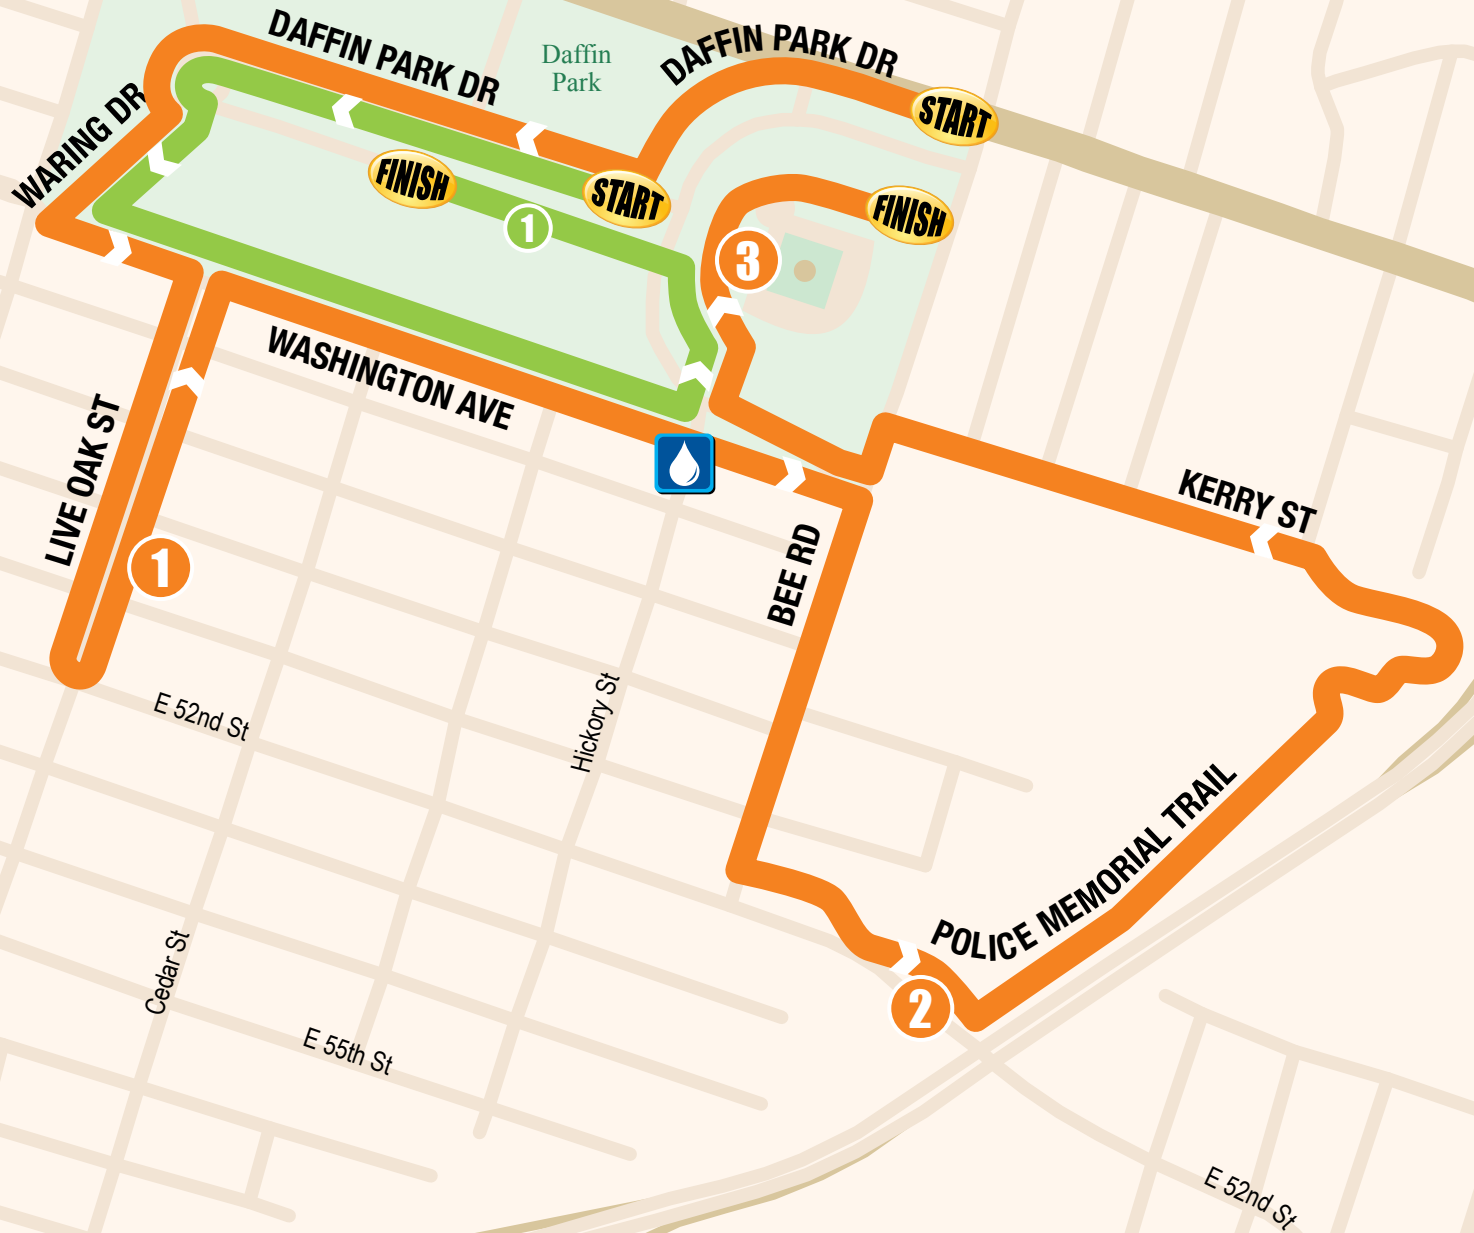 DAFFIN PARK DR
Daffin
Park
DAFFIN PARK DR
START
WARING DR
FINISH
START
1
FINISH
3
WASHINGTON AVE
LIVE OAK ST
1
BEE RD
KERRY ST
Hickory St
E 52nd St
POLICE MEMORIAL TRAIL
2
Cedar St
E 55th St
E 52nd St